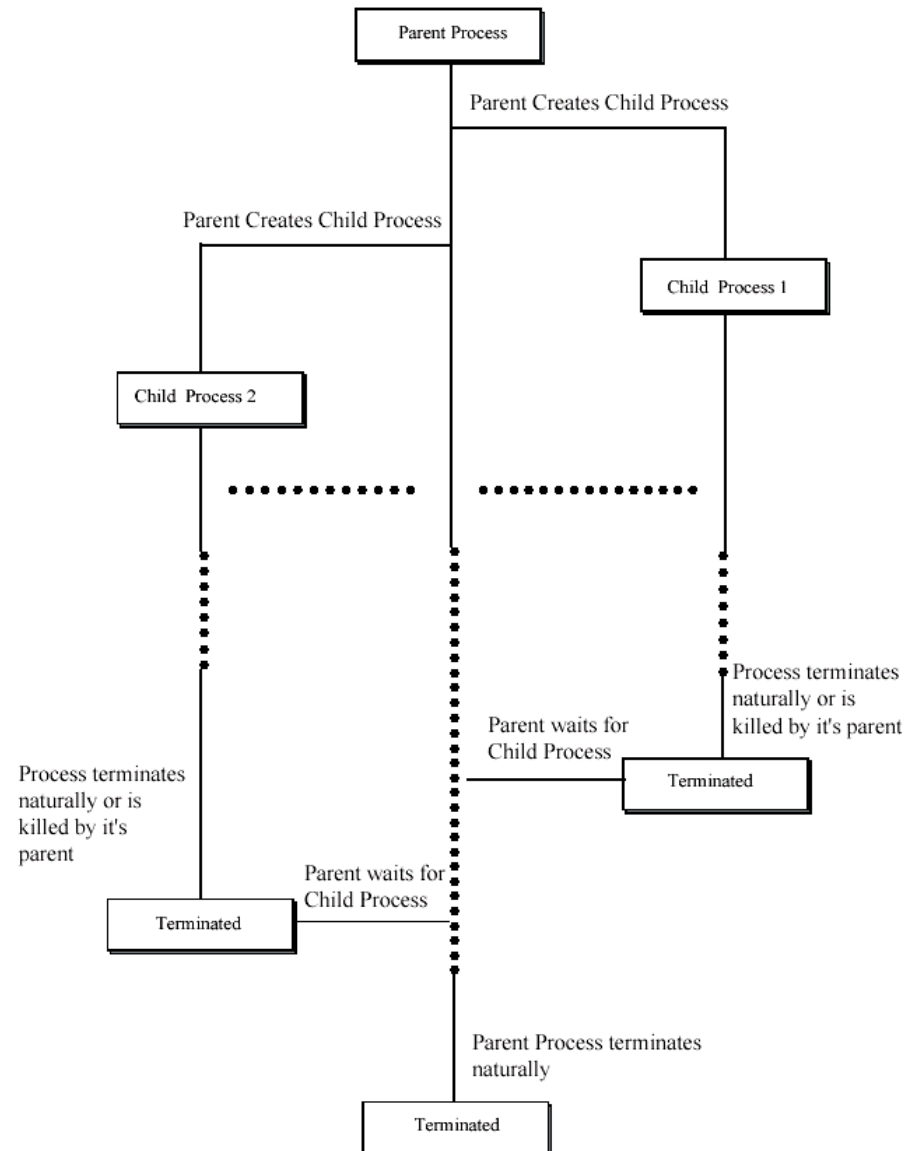 Parent Process
Parent Creates Child Process
Parent Creates Child Process
Child Process 1
Child Process 2
Process terminates
naturally or is
killed by it's parent
Parent waits for
Child Process
Terminated
Process terminates
naturally or is
killed by it's
parent
Parent waits for
Child Process
Terminated
Parent Process terminates
naturally
Terminated